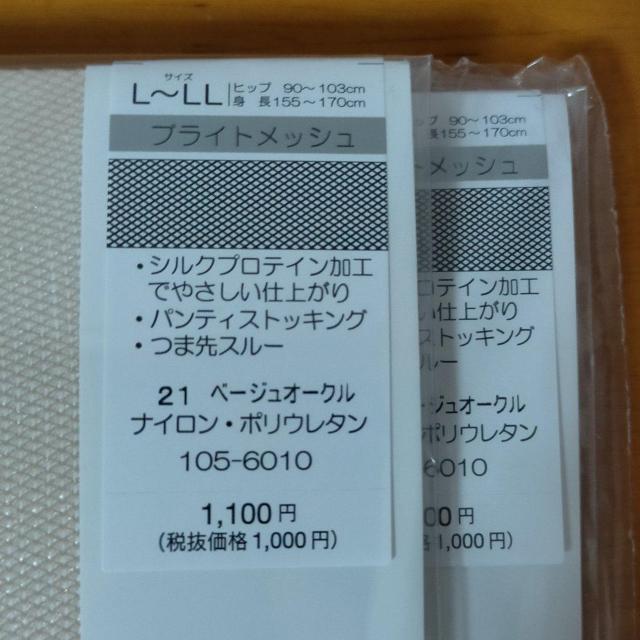 サイズ
L〜LL
ヒップ 90〜103cm
身長155〜170cm
ブライトメッシュ
・シルクプロテイン加工
でやさしい仕上がり
・パンティストッキング
・つま先スルー
21 ベージュオークル
ナイロン・ポリウレタン
105-6010
1,100円
(税抜価格1,000円)
プ 90〜103cm
長155〜170cm
トメッシュ
ロテイン加工
い仕上がり
ストッキング
ルー
ージュオークル
ポリウレタン
6010
00円
1,000円)